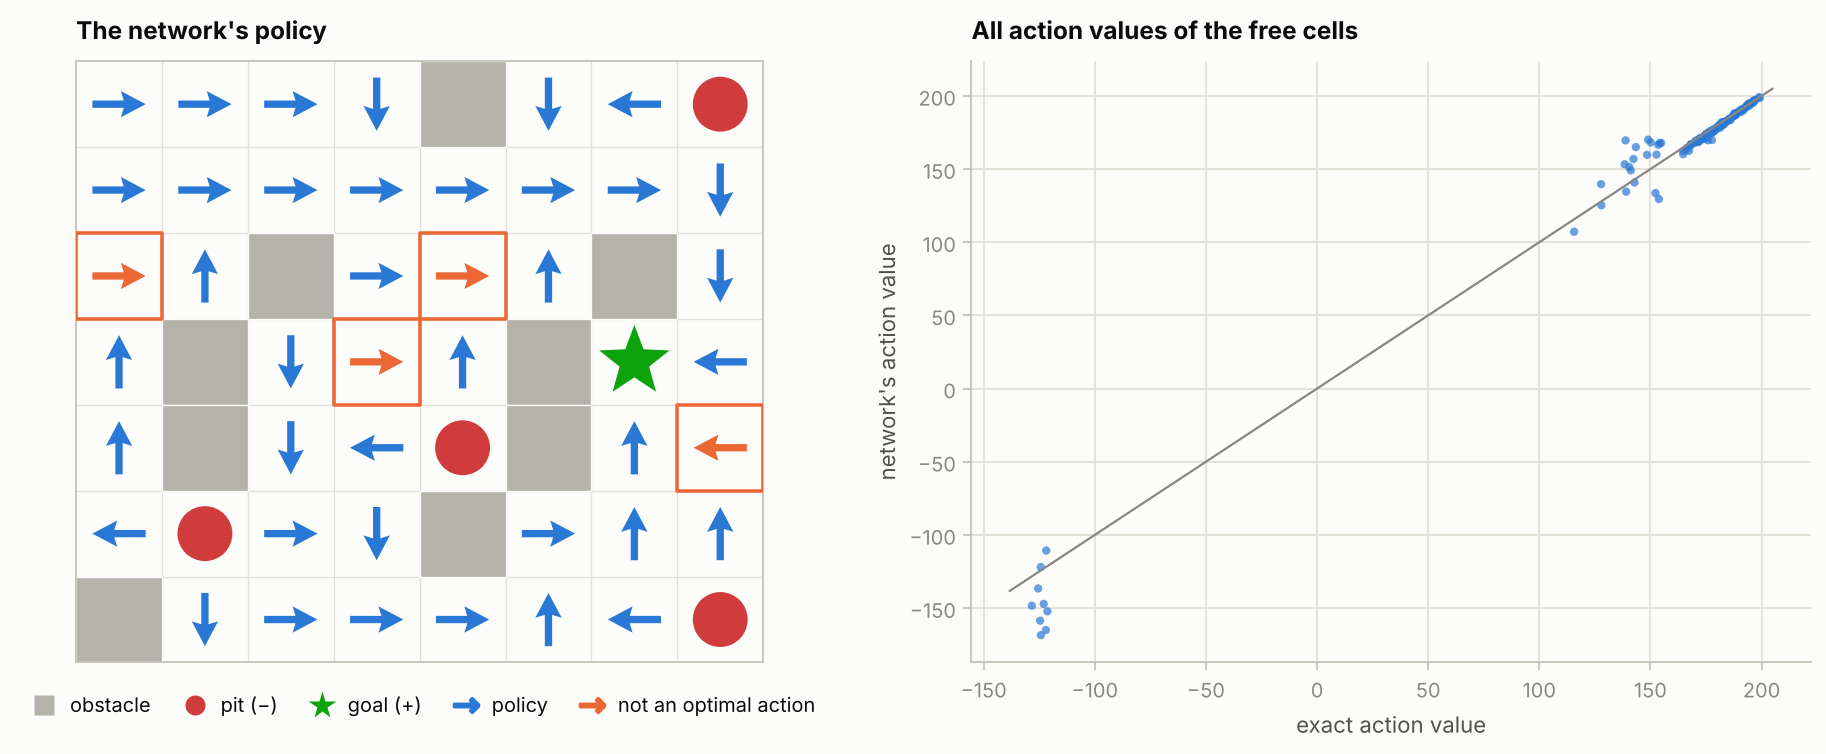 The network's policy
obstacle
pit (−)
goal (+)
policy
not an optimal action
All action values of the free cells
network's action value
200
150
100
50
0
−50
−100
−150
−150
−100
−50
0
50
100
150
200
exact action value